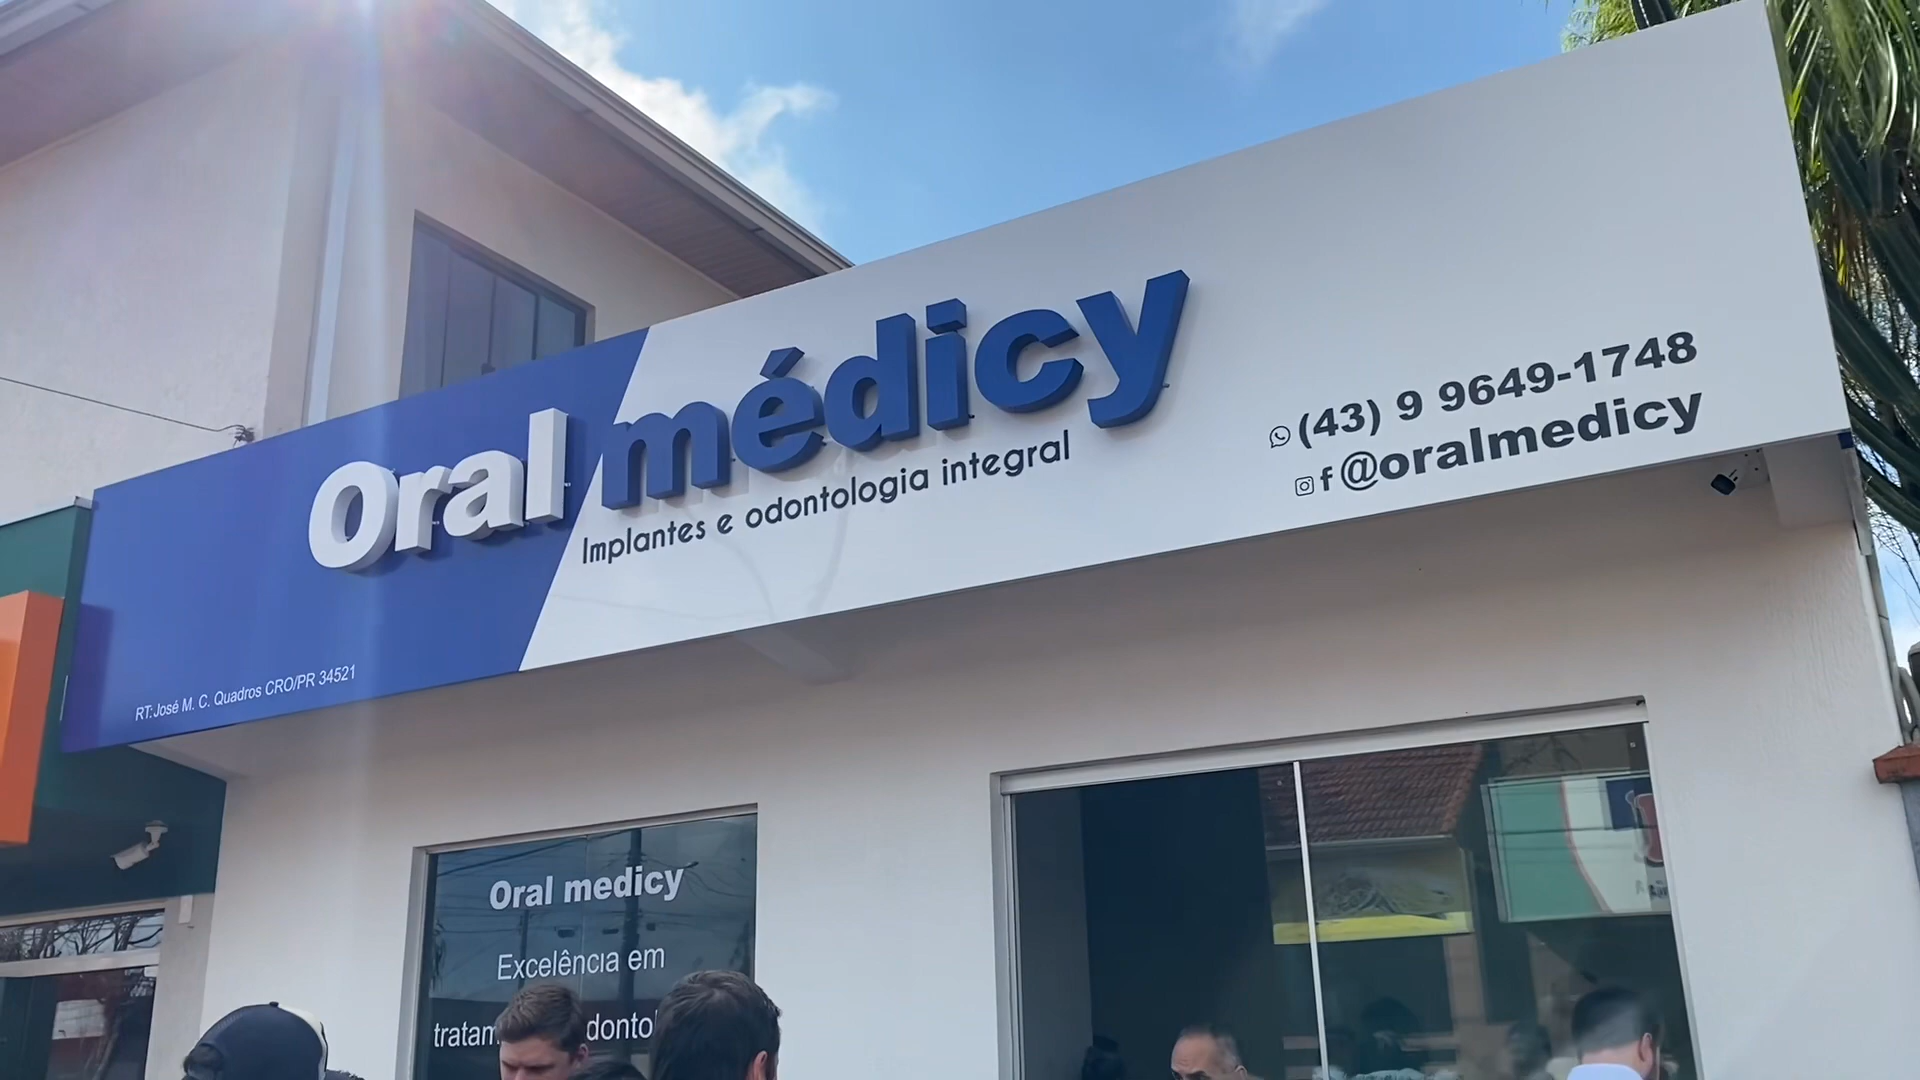 Oral médicy
Implantes e odontologia integral
(43) 9 9649-1748
f @oralmedicy
RT: José M. C. Quadros CRO/PR 34521
Oral medicy
Excelência em